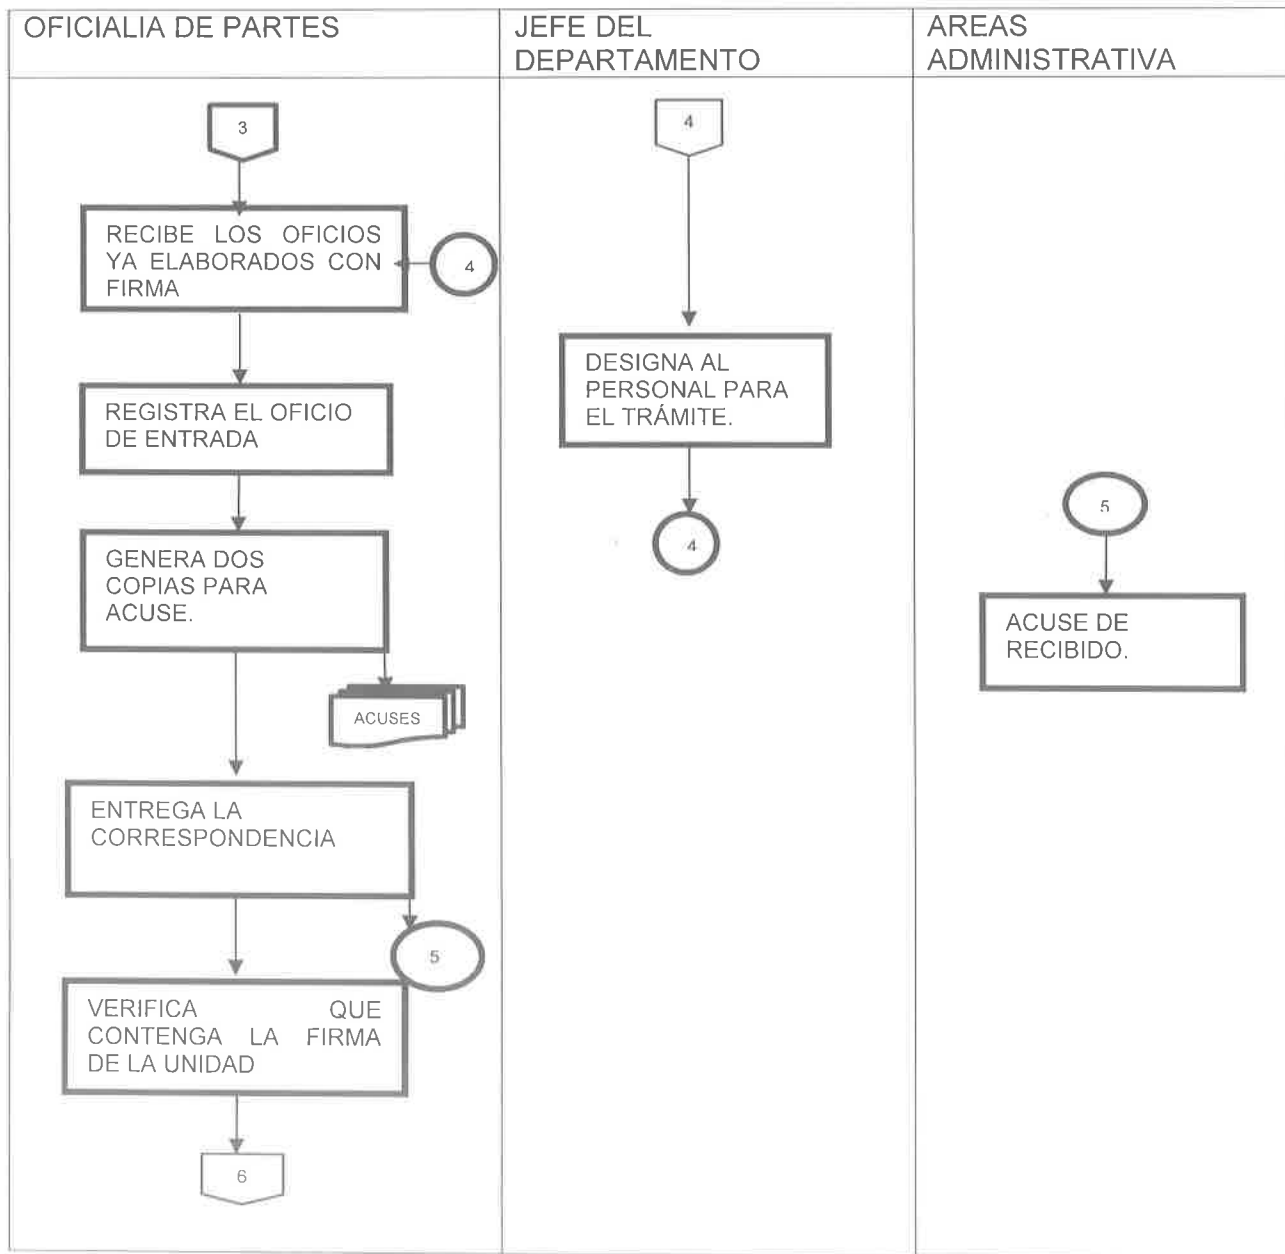 OFICIALIA DE PARTES
JEFE DEL
DEPARTAMENTO
AREAS
ADMINISTRATIVA
3
RECIBE LOS OFICIOS
YA ELABORADOS CON
FIRMA
4
REGISTRA EL OFICIO
DE ENTRADA
GENERA DOS
COPIAS PARA
ACUSE.
ACUSES
ENTREGA LA
CORRESPONDENCIA
5
VERIFICA QUE
CONTENGA LA FIRMA
DE LA UNIDAD
6
4
DESIGNA AL
PERSONAL PARA
EL TRÁMITE.
4
5
ACUSE DE
RECIBIDO.